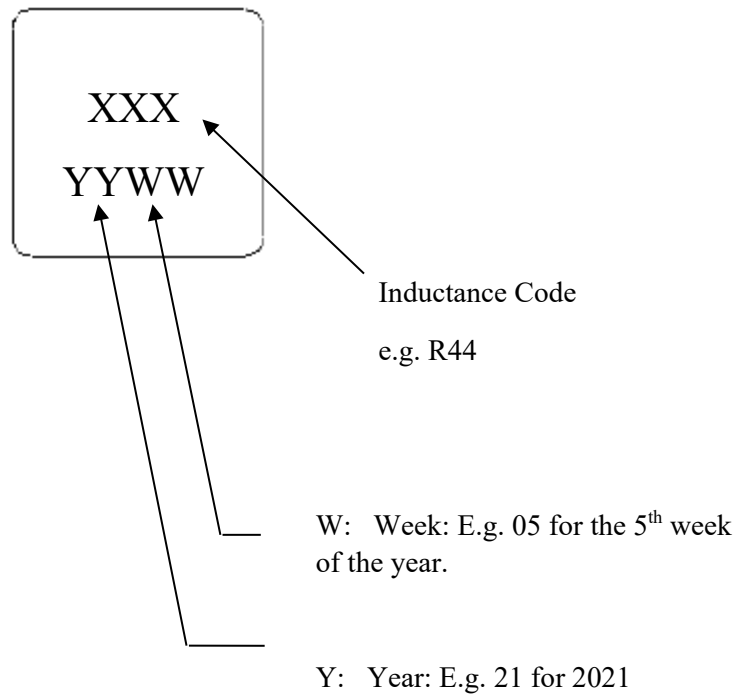 XXX
YYWW
Inductance Code
e.g. R44
W: Week: E.g. 05 for the 5th week
of the year.
Y: Year: E.g. 21 for 2021